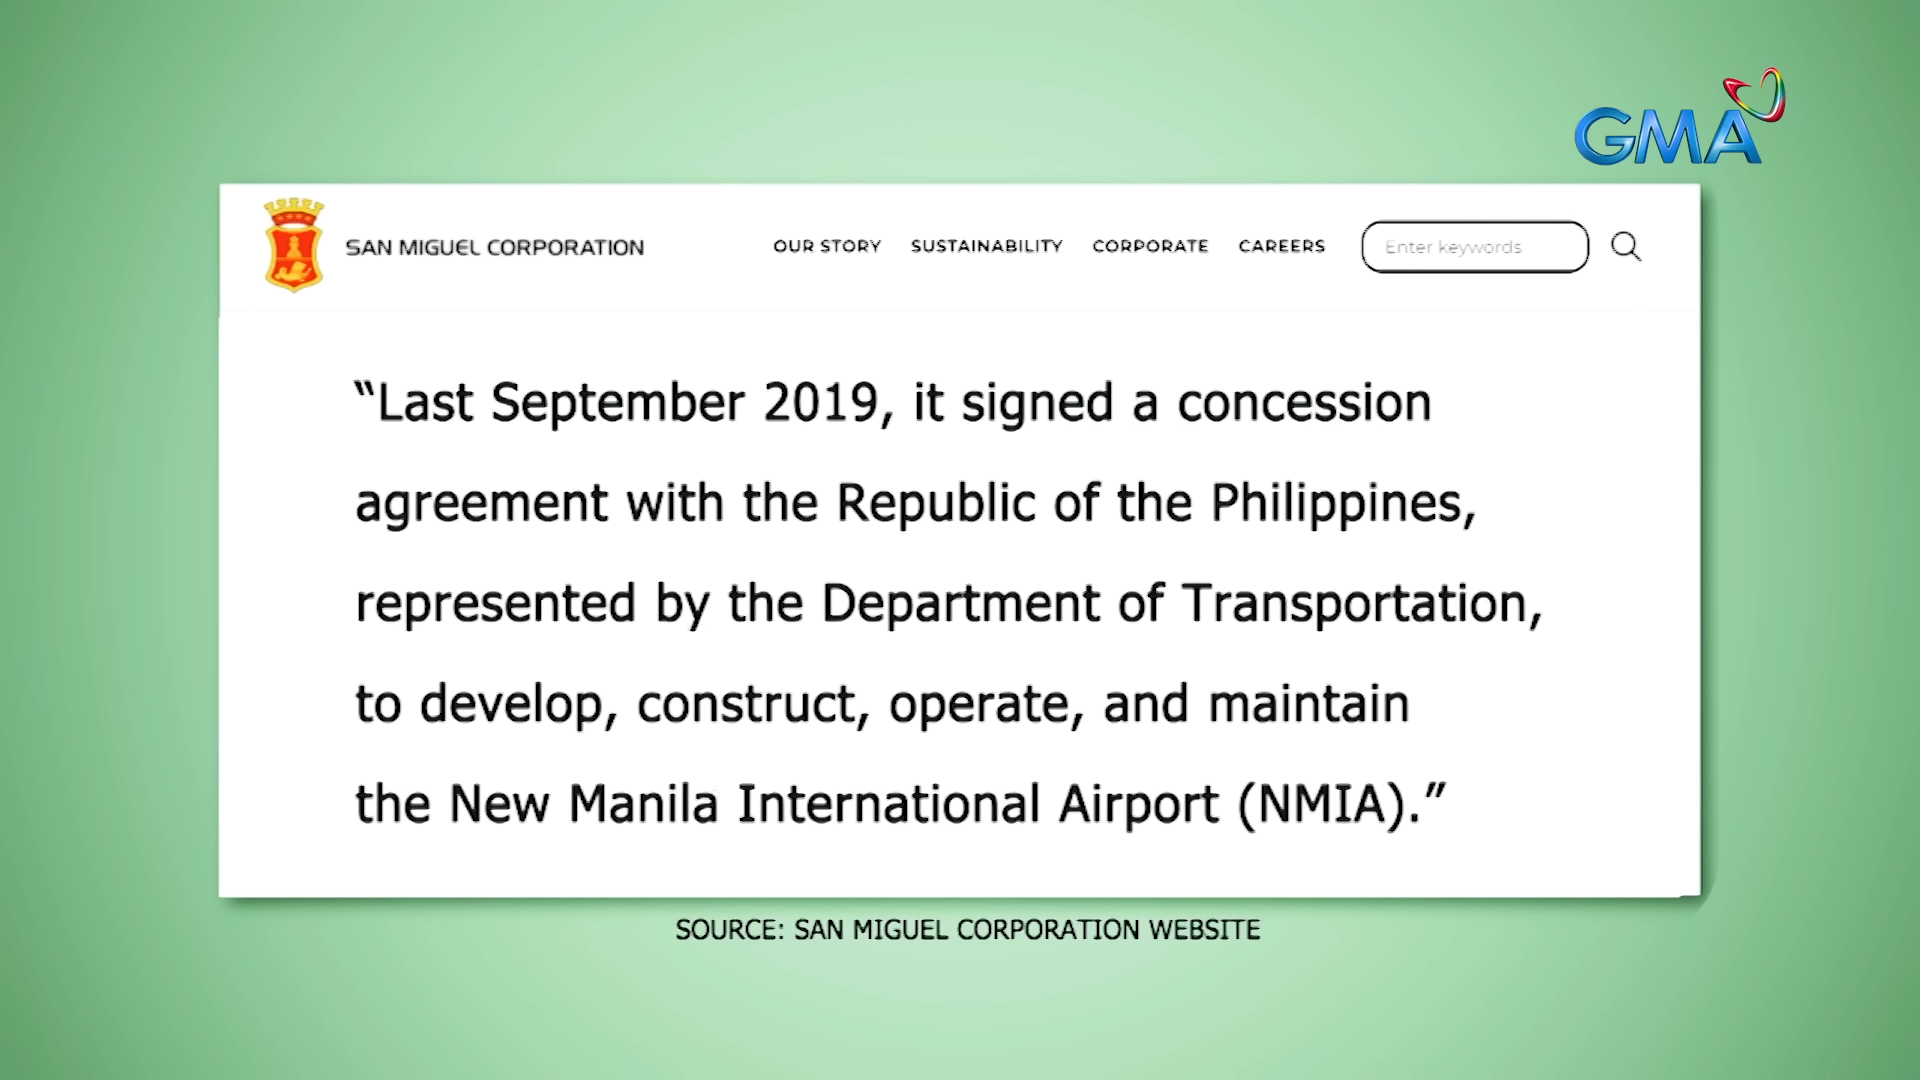 GMA
SAN MIGUEL CORPORATION
OUR STORY SUSTAINABILITY CORPORATE CAREERS Enter keywords
“Last September 2019, it signed a concession
agreement with the Republic of the Philippines,
represented by the Department of Transportation,
to develop, construct, operate, and maintain
the New Manila International Airport (NMIA).”
SOURCE: SAN MIGUEL CORPORATION WEBSITE